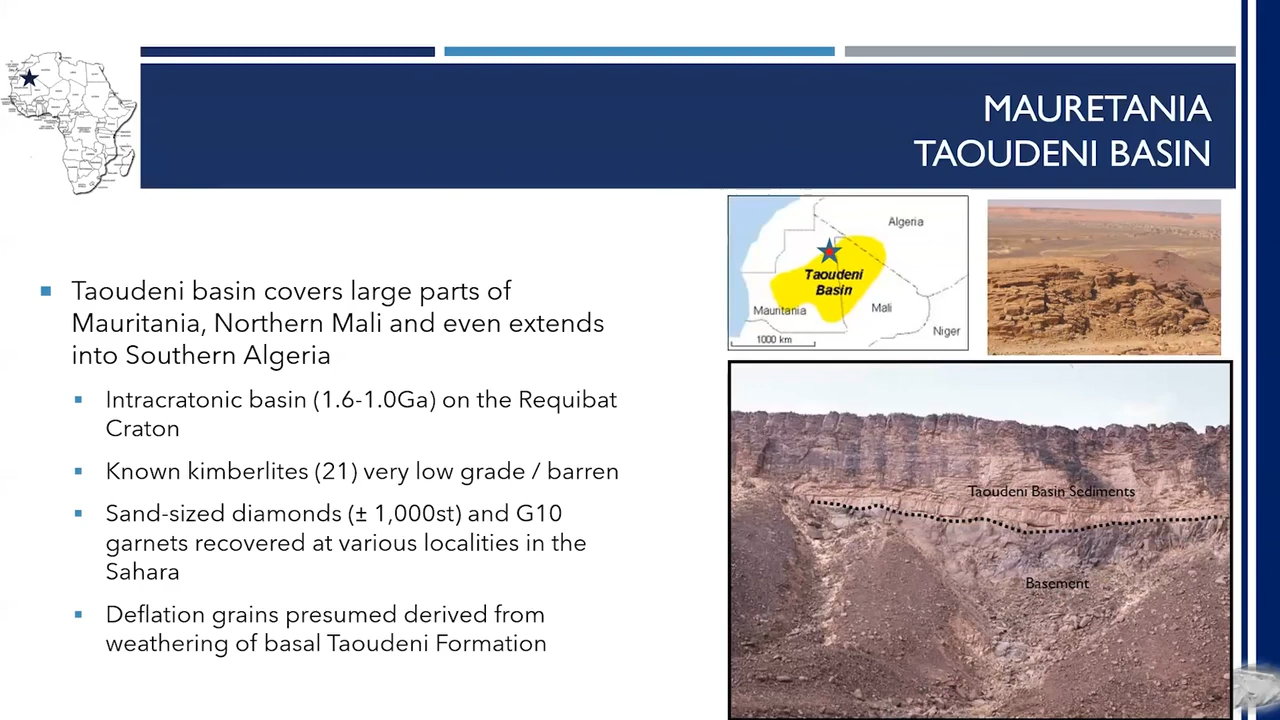 MAURETANIA
TAOUDENI BASIN
Taoudeni basin covers large parts of
Mauritania, Northern Mali and even extends
into Southern Algeria
Intracratonic basin (1.6-1.0Ga) on the Requibat
Craton
Known kimberlites (21) very low grade / barren
Sand-sized diamonds (± 1,000st) and G10
garnets recovered at various localities in the
Sahara
Deflation grains presumed derived from
weathering of basal Taoudeni Formation
Algeria
Taoudeni
Basin
Mauritania
Mali
Niger
1000 km
Taoudeni Basin Sediments
Basement